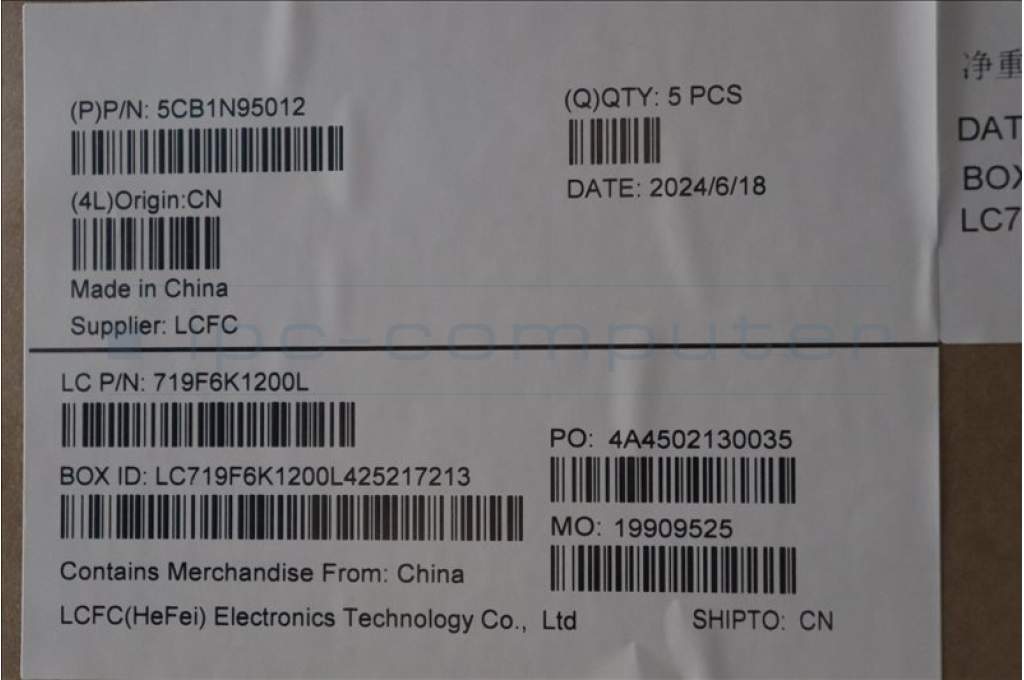 (P)P/N: 5CB1N95012
(Q)QTY: 5 PCS
(4L)Origin:CN
DATE: 2024/6/18
Made in China
Supplier: LCFC
ipc-computer
LC P/N: 719F6K1200L
PO: 4A4502130035
BOX ID: LC719F6K1200L425217213
MO: 19909525
Contains Merchandise From: China
LCFC(HeFei) Electronics Technology Co., Ltd
SHIPTO: CN
净重
DAT
BOX
LC7